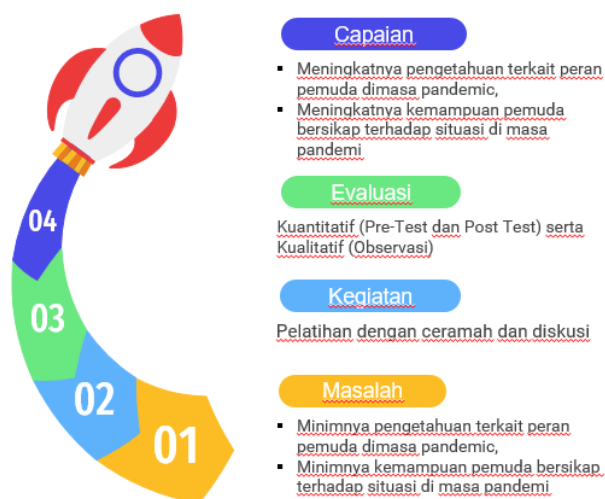 Capaian
▪ Meningkatnya pengetahuan terkait peran
pemuda dimasa pandemic,
▪ Meningkatnya kemampuan pemuda
bersikap terhadap situasi di masa
pandemi
04
Evaluasi
Kuantitatif (Pre-Test dan Post Test) serta
Kualitatif (Observasi)
03
Kegiatan
Pelatihan dengan ceramah dan diskusi
02
Masalah
▪ Minimnya pengetahuan terkait peran
pemuda dimasa pandemic,
▪ Minimnya kemampuan pemuda bersikap
terhadap situasi di masa pandemi
01